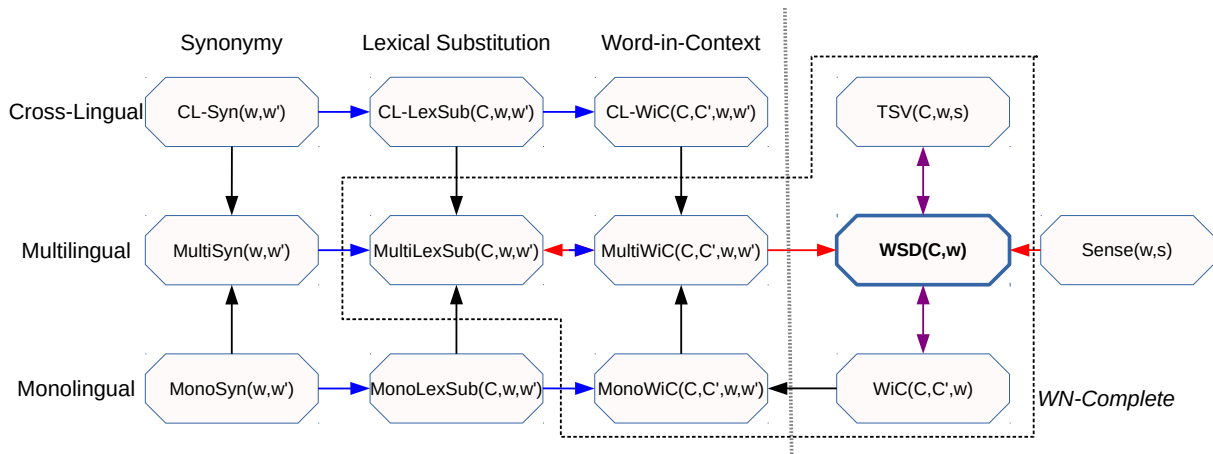 Synonymy Lexical Substitution Word-in-Context
Cross-Lingual CL-Syn(w,w') CL-LexSub(C,w,w') CL-WiC(C,C',w,w') TSV(C,w,s)
Multilingual MultiSyn(w,w') MultiLexSub(C,w,w') MultiWiC(C,C',w,w') WSD(C,w) Sense(w,s)
Monolingual MonoSyn(w,w') MonoLexSub(C,w,w') MonoWiC(C,C',w,w') WiC(C,C',w)
WN-Complete